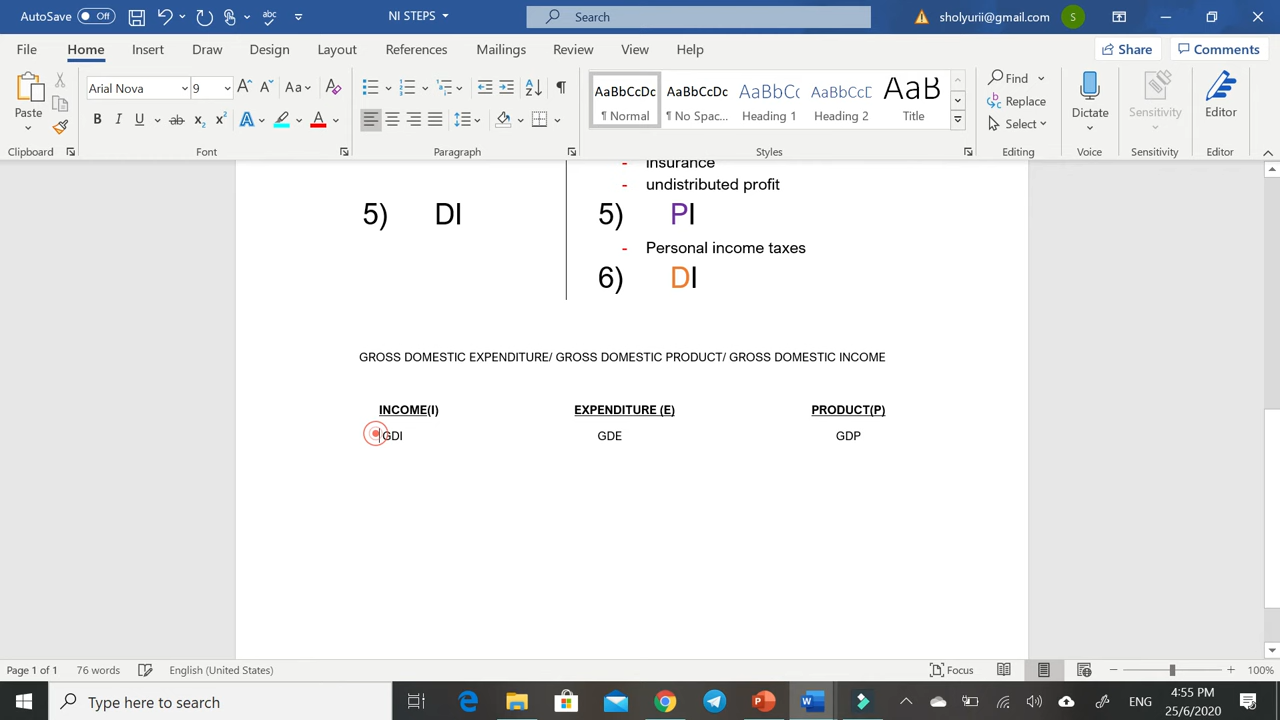 AutoSave Off NI STEPS Search sholyurii@gmail.com S
File Home Insert Draw Design Layout References Mailings Review View Help Share Comments
Paste Arial Nova 9 AaBbCcDc AaBbCcDc AaBbCc AaBbCcD AaB Find Replace Select Dictate Sensitivity Editor
¶ Normal ¶ No Spac... Heading 1 Heading 2 Title
Clipboard Font Paragraph Styles Editing Voice Sensitivity Editor
- insurance
- undistributed profit
5) DI 5) PI
- Personal income taxes
6) DI
GROSS DOMESTIC EXPENDITURE/ GROSS DOMESTIC PRODUCT/ GROSS DOMESTIC INCOME
INCOME(I) EXPENDITURE (E) PRODUCT(P)
GDI GDE GDP
Page 1 of 1 76 words English (United States) Focus 100%
Type here to search ENG 4:55 PM
25/6/2020